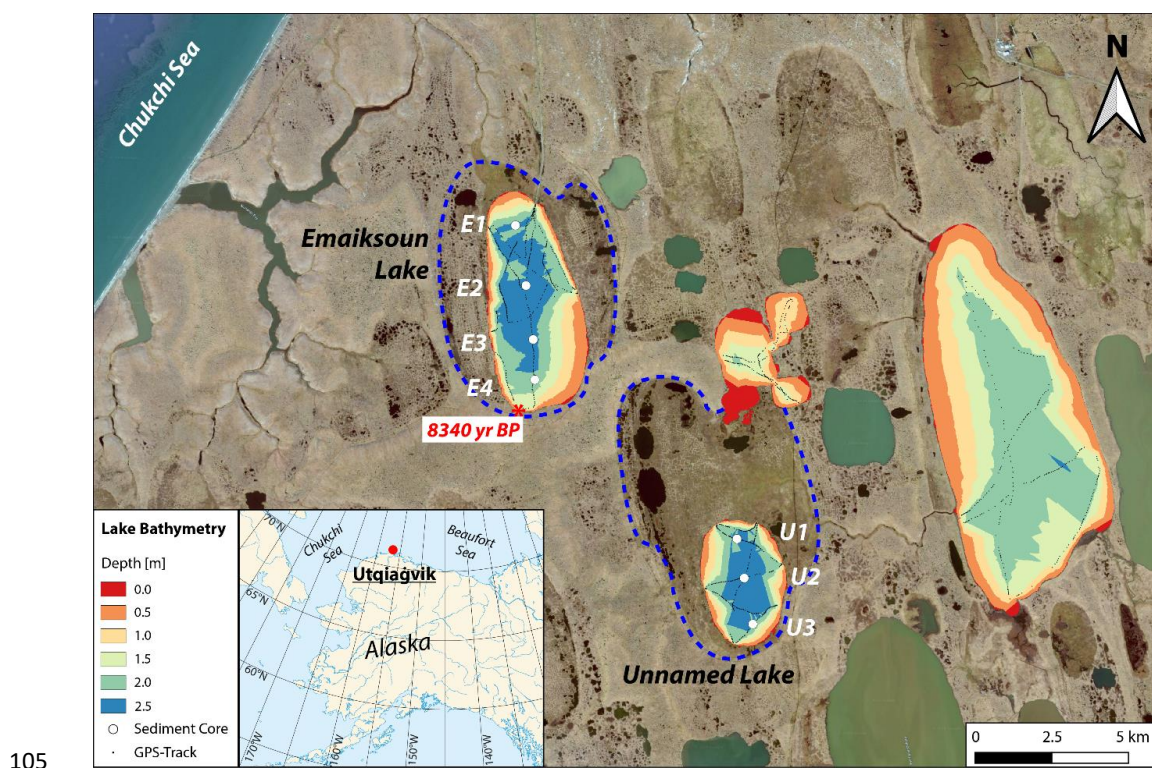 Chukchi Sea
N
E1
Emaiksoun
Lake
E2
E3
E4
*
8340 yr BP
U1
U2
U3
Unnamed Lake
Lake Bathymetry
Depth [m]
0.0
0.5
1.0
1.5
2.0
2.5
Sediment Core
GPS-Track
70°N
Chukchi
Sea
Beaufort
Sea
Utqiaġvik
65°N
Alaska
60°N
170°W
160°W
150°W
140°W
0 2.5 5 km
105